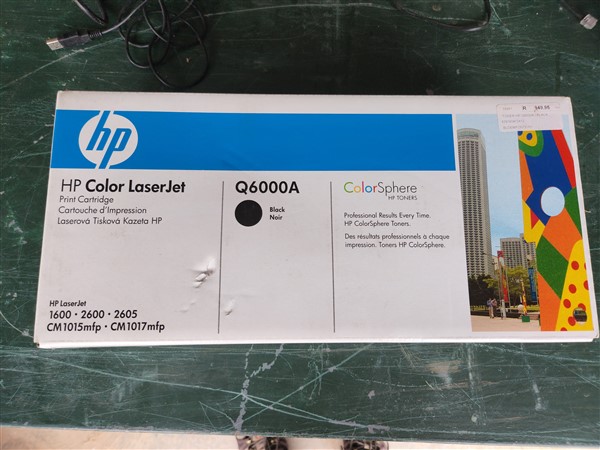 hp
HP Color LaserJet
Print Cartridge
Cartouche d'Impression
Laserová Tisková Kazeta HP
HP LaserJet
1600 • 2600 • 2605
CM1015mfp • CM1017mfp
Q6000A
Black
Noir
ColorSphere
HP TONERS
Professional Results Every Time.
HP ColorSphere Toners.
Des résultats professionnels à chaque
impression. Toners HP ColorSphere.